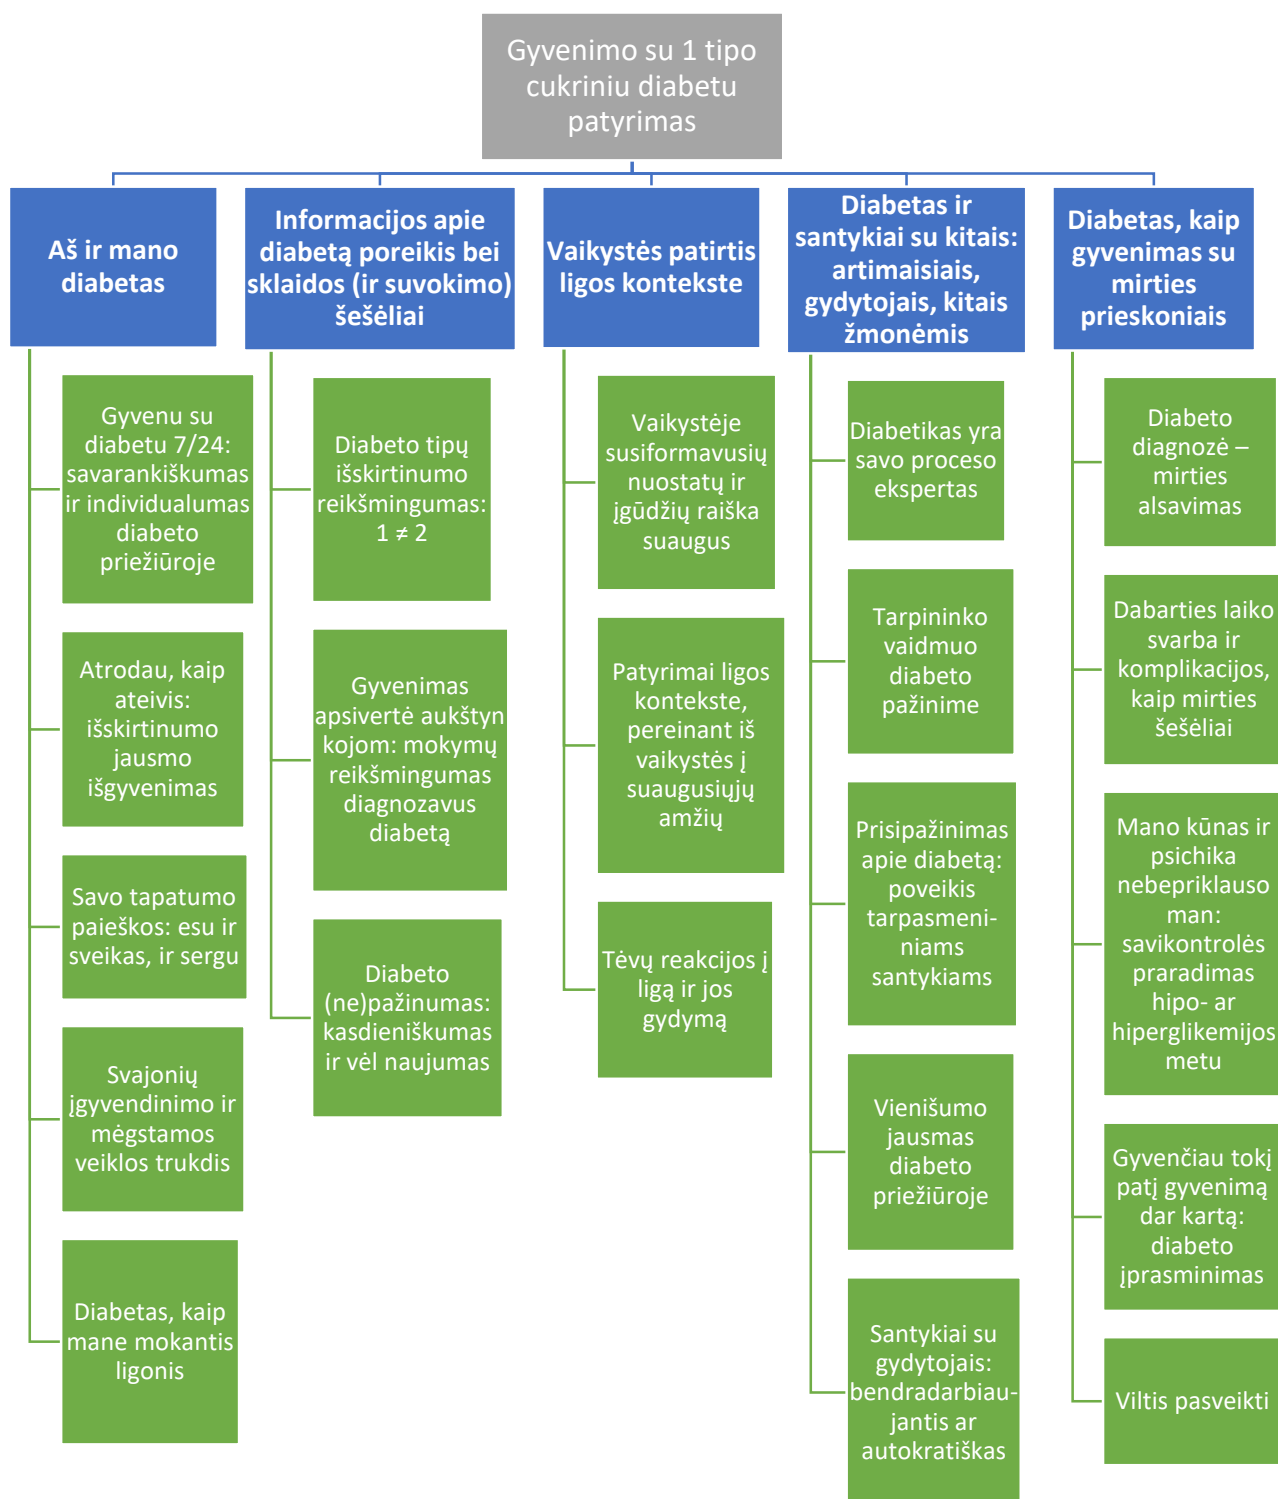 Gyvenimo su 1 tipo
cukriniu diabetu
patyrimas
Aš ir mano
diabetas
Gyvenu su
diabetu 7/24:
savarankiškumas
ir individualumas
diabeto
priežiūroje
Atrodau, kaip
ateivis:
išskirtinumo
jausmo
išgyvenimas
Savo tapatumo
paieškos: esu ir
sveikas, ir sergu
Svajonių
įgyvendinimo ir
mėgstamos
veiklos trukdis
Diabetas, kaip
mane mokantis
ligonis
Informacijos apie
diabetą poreikis bei
sklaidos (ir suvokimo)
šešėliai
Diabeto tipų
išskirtinumo
reikšmingumas:
1 ≠ 2
Gyvenimas
apsivertė aukštyn
kojom: mokymų
reikšmingumas
diagnozavus
diabetą
Diabeto
(ne)pažinumas:
kasdieniškumas
ir vėl naujumas
Vaikystės patirtis
ligos kontekste
Vaikystėje
susiformavusių
nuostatų ir
įgūdžių raiška
suaugus
Patyrimai ligos
kontekste,
pereinant iš
vaikystės į
suaugusiųjų
amžių
Tėvų reakcijos į
ligą ir jos
gydymą
Diabetas ir
santykiai su kitais:
artimaisiais,
gydytojais, kitais
žmonėmis
Diabetikas yra
savo proceso
ekspertas
Tarpininko
vaidmuo
diabeto
pažinime
Prisipažinimas
apie diabetą:
poveikis
tarpasmeni-
niams
santykiams
Vienišumo
jausmas
diabeto
priežiūroje
Santykiai su
gydytojais:
bendradarbiau-
jantis ar
autokratiškas
Diabetas, kaip
gyvenimas su
mirties
prieskoniais
Diabeto
diagnozė –
mirties
alsavimas
Dabarties laiko
svarba ir
komplikacijos,
kaip mirties
šešėliai
Mano kūnas ir
psichika
nebepriklauso
man:
savikontrolės
praradimas
hipo- ar
hiperglikemijos
metu
Gyvenčiau tokį
patį gyvenimą
dar kartą:
diabeto
įprasminimas
Viltis pasveikti